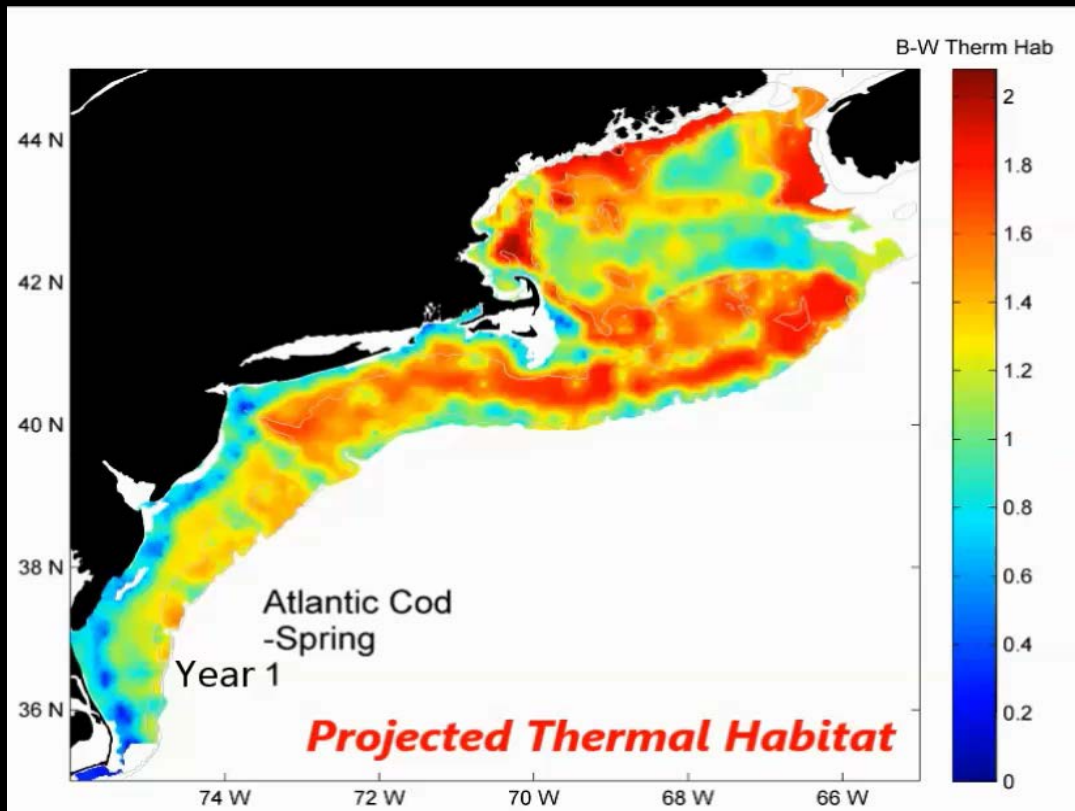 B-W Therm Hab
44 N
42 N
40 N
38 N
36 N
2
1.8
1.6
1.4
1.2
1
0.8
0.6
0.4
0.2
0
Atlantic Cod
-Spring
Year 1
Projected Thermal Habitat
74 W
72 W
70 W
68 W
66 W